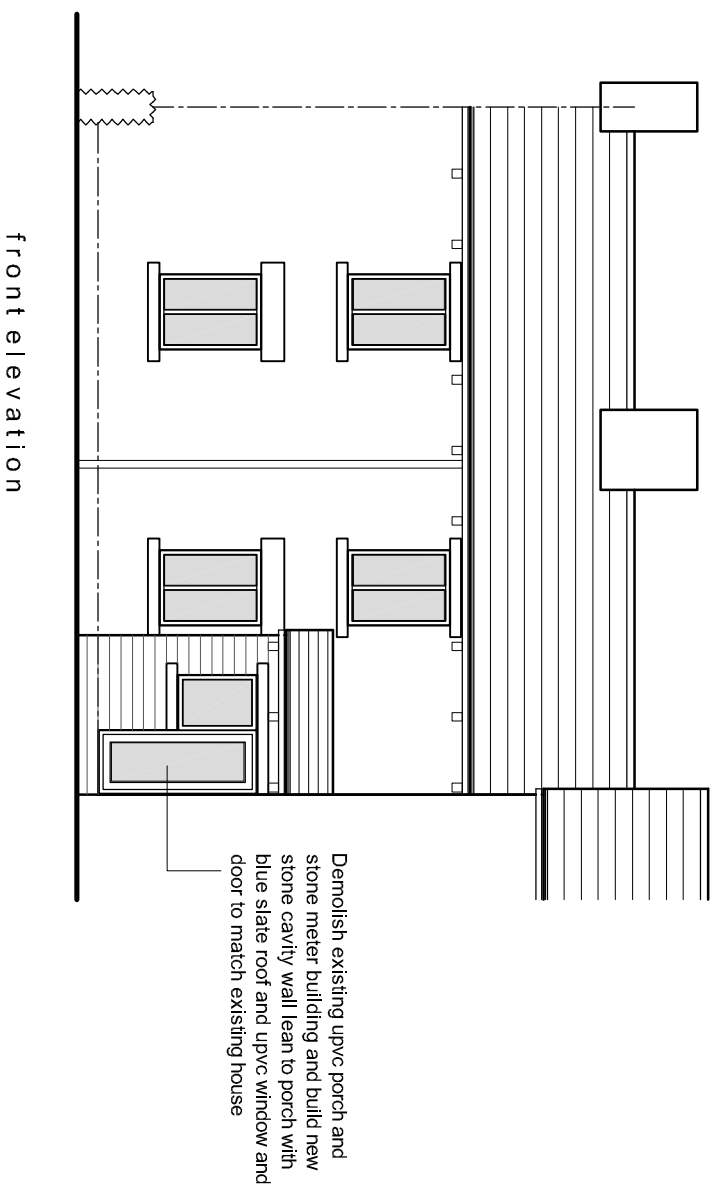 Demolish existing upvc porch and
stone meter building and build new
stone cavity wall lean to porch with
blue slate roof and upvc window and
door to match existing house
front elevation